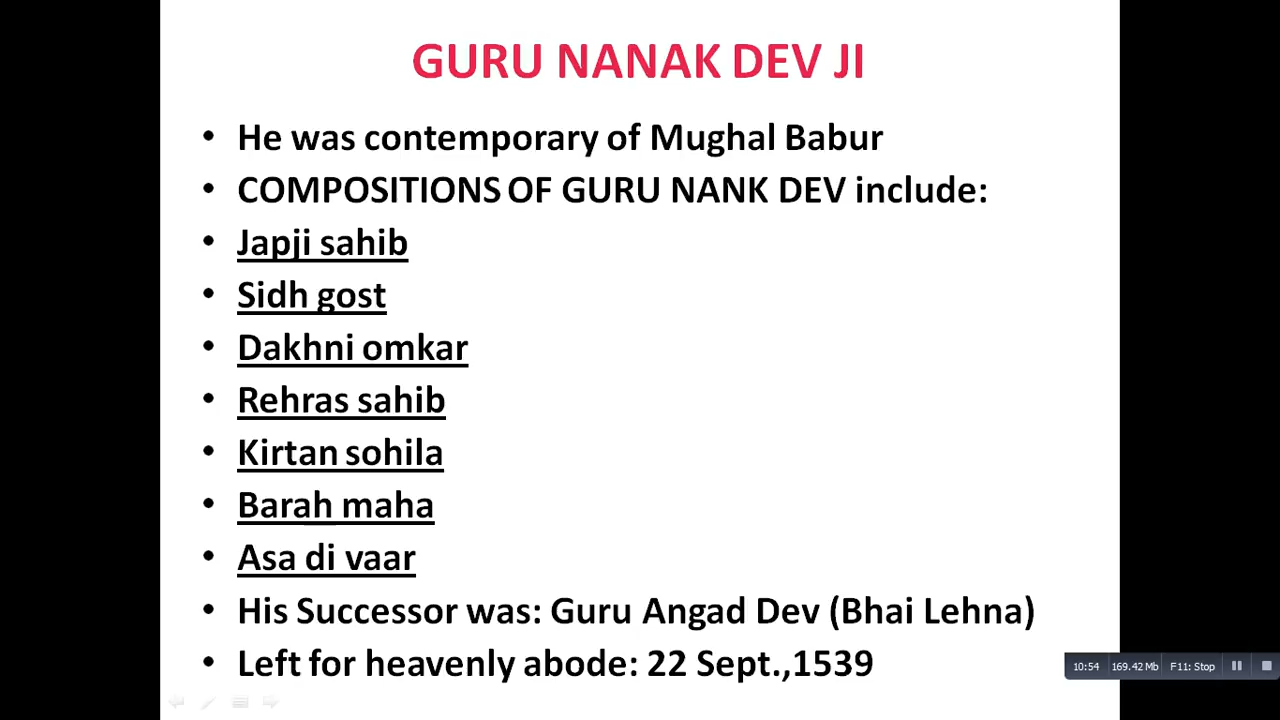 GURU NANAK DEV JI
• He was contemporary of Mughal Babur
• COMPOSITIONS OF GURU NANK DEV include:
• Japji sahib
• Sidh gost
• Dakhni omkar
• Rehras sahib
• Kirtan sohila
• Barah maha
• Asa di vaar
• His Successor was: Guru Angad Dev (Bhai Lehna)
• Left for heavenly abode: 22 Sept.,1539
10:54 169.42 Mb F11: Stop